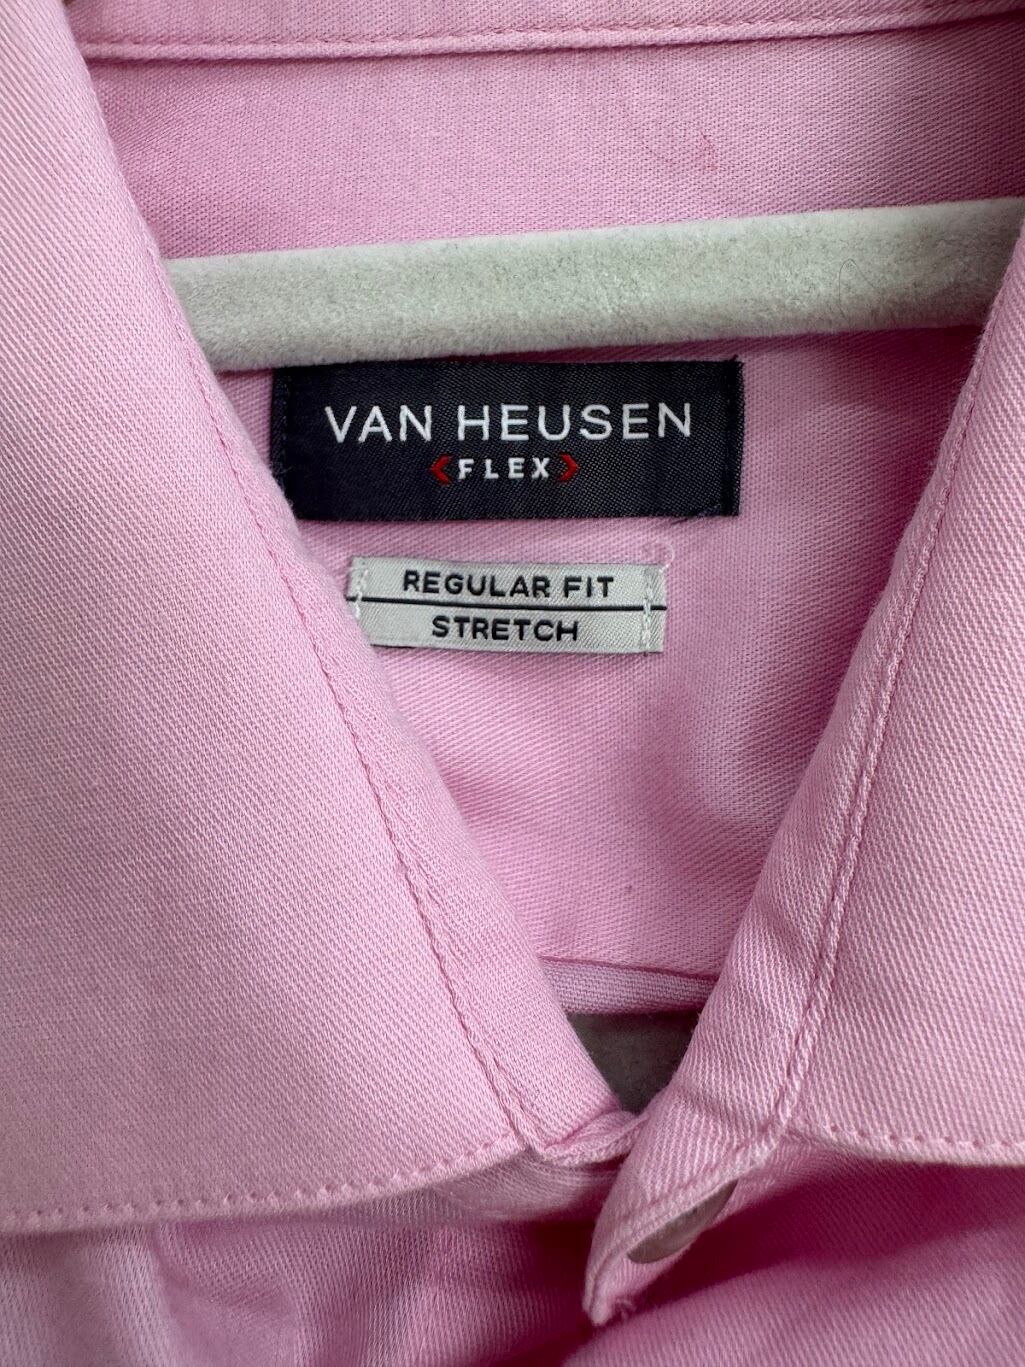 VAN HEUSEN
FLEX
REGULAR FIT
STRETCH